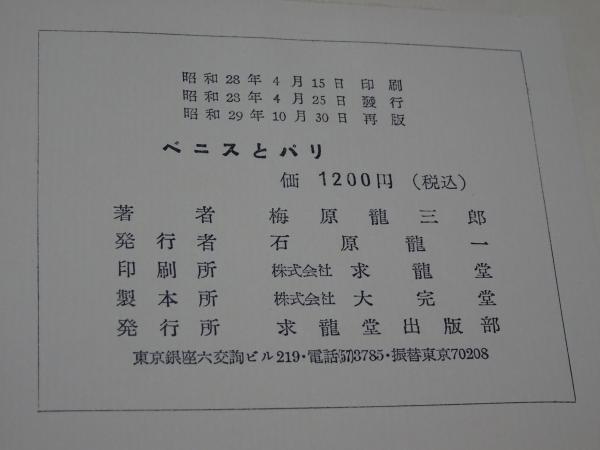 昭和28年4月15日 印刷
昭和23年4月25日 發行
昭和29年10月30日 再版
ベニスとパリ
価 1200円 (税込)
著者 梅原龍三郎
発行者 石原龍一
印刷所 株式会社 求龍堂
製本所 株式会社 大完堂
発行所 求龍堂出版部
東京銀座六交詢ビル219・電話(57)3785・振替東京70208